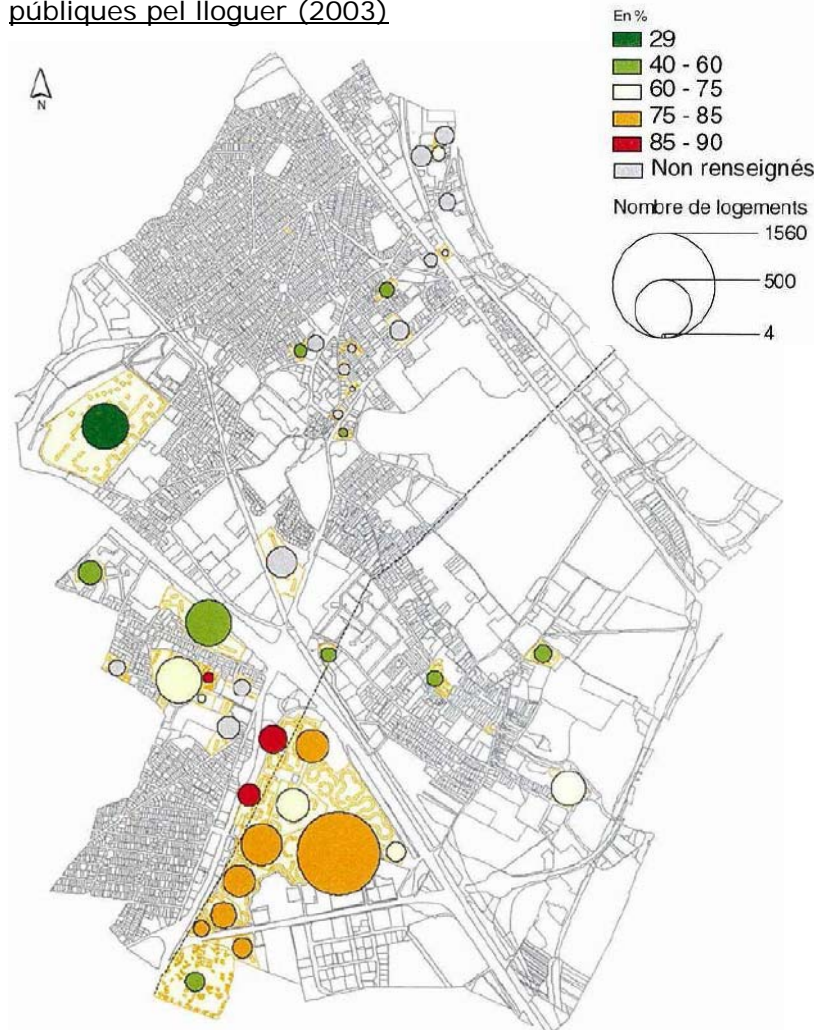 públiques pel lloguer (2003)
En %
29
40 - 60
60 - 75
75 - 85
85 - 90
Non renseignés
Nombre de logements
1560
500
4
N